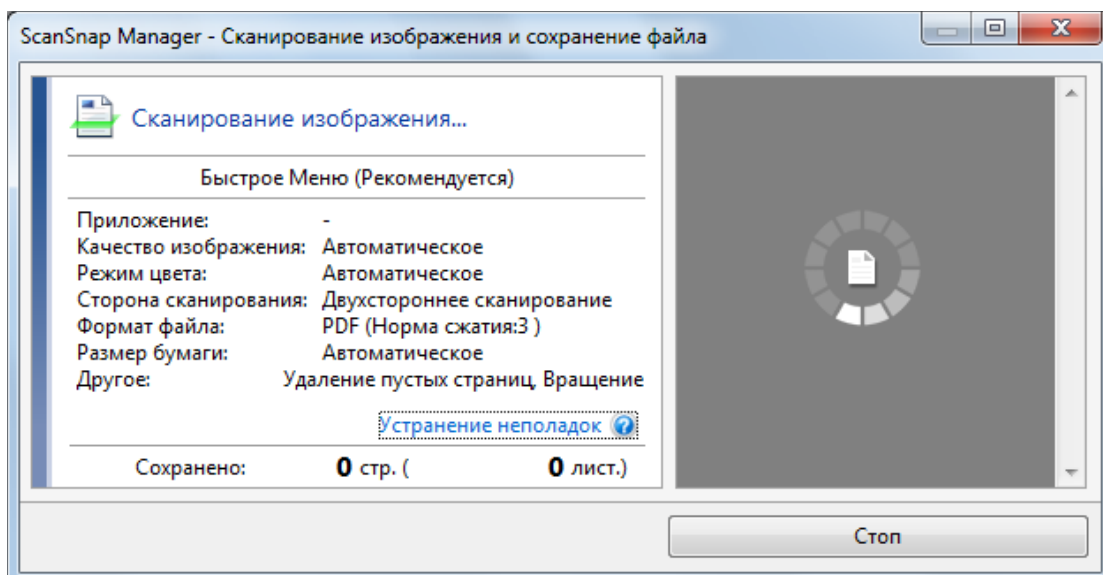 ScanSnap Manager - Сканирование изображения и сохранение файла
Сканирование изображения...
Быстрое Меню (Рекомендуется)
Приложение: -
Качество изображения: Автоматическое
Режим цвета: Автоматическое
Сторона сканирования: Двухстороннее сканирование
Формат файла: PDF (Норма сжатия:3 )
Размер бумаги: Автоматическое
Другое: Удаление пустых страниц, Вращение
Устранение неполадок
Сохранено: 0 стр. ( 0 лист.)
Стоп